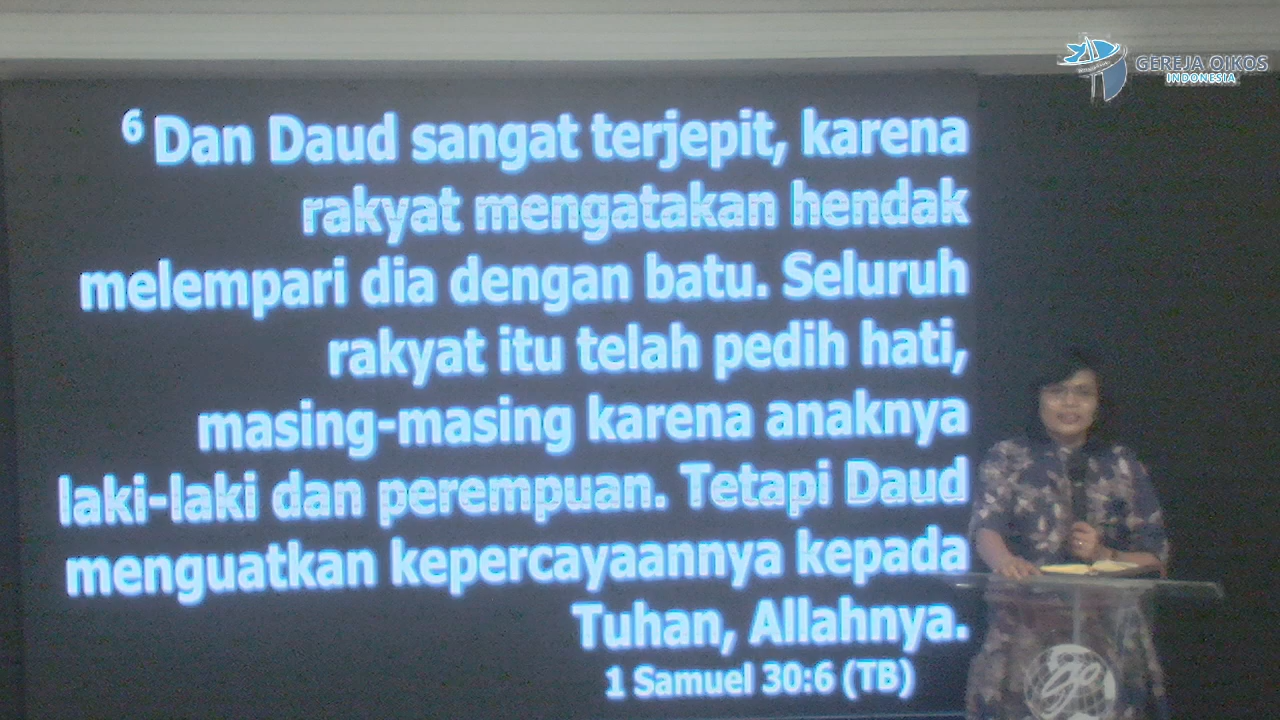 GEREJA OIKOS
INDONESIA
6 Dan Daud sangat terjepit, karena
rakyat mengatakan hendak
melempari dia dengan batu. Seluruh
rakyat itu telah pedih hati,
masing-masing karena anaknya
laki-laki dan perempuan. Tetapi Daud
menguatkan kepercayaannya kepada
Tuhan, Allahnya.
1 Samuel 30:6 (TB)